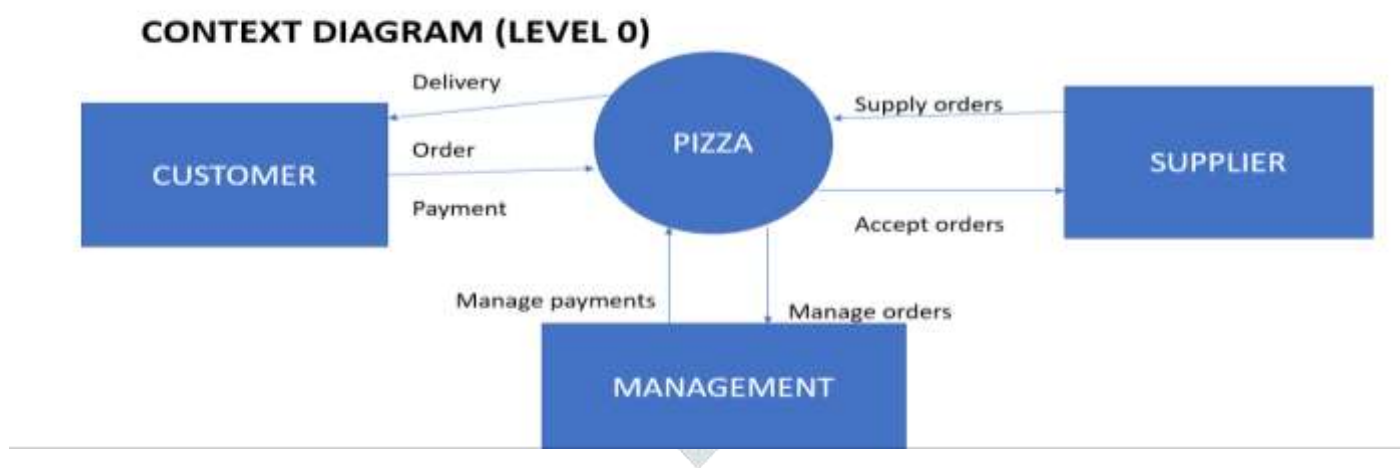 CONTEXT DIAGRAM (LEVEL 0)
Delivery
Supply orders
PIZZA
Order
CUSTOMER
SUPPLIER
Payment
Accept orders
Manage payments
Manage orders
MANAGEMENT